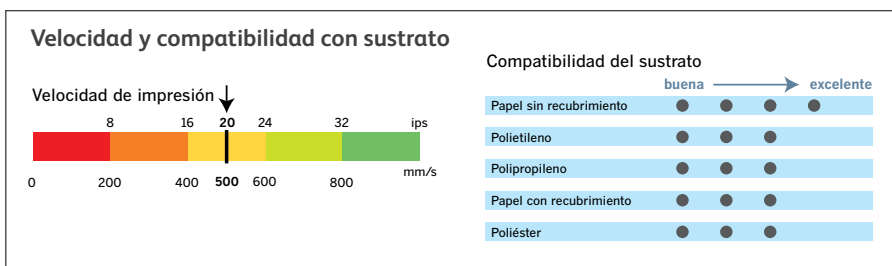 Velocidad y compatibilidad con sustrato
Velocidad de impresión
8 16 20 24 32 ips
mm/s
0 200 400 500 600 800
Compatibilidad del sustrato
buena excelente
Papel sin recubrimiento
Polietileno
Polipropileno
Papel con recubrimiento
Poliéster